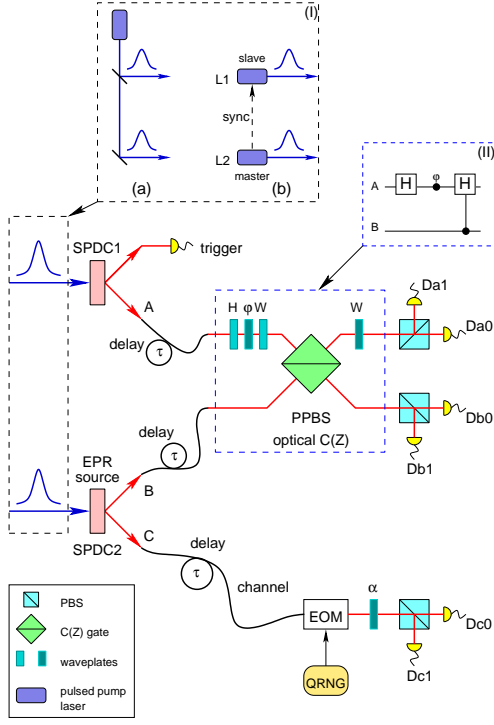 (I)
slave
L1
sync
L2
master
(a)
(b)
(II)
A
H
φ
H
B
SPDC1
trigger
A
delay
τ
H φ W
W
Da1
Da0
PPBS
optical C(Z)
Db0
Db1
EPR
source
delay
τ
B
C
SPDC2
delay
τ
channel
EOM
α
Dc0
Dc1
QRNG
PBS
C(Z) gate
waveplates
pulsed pump
laser